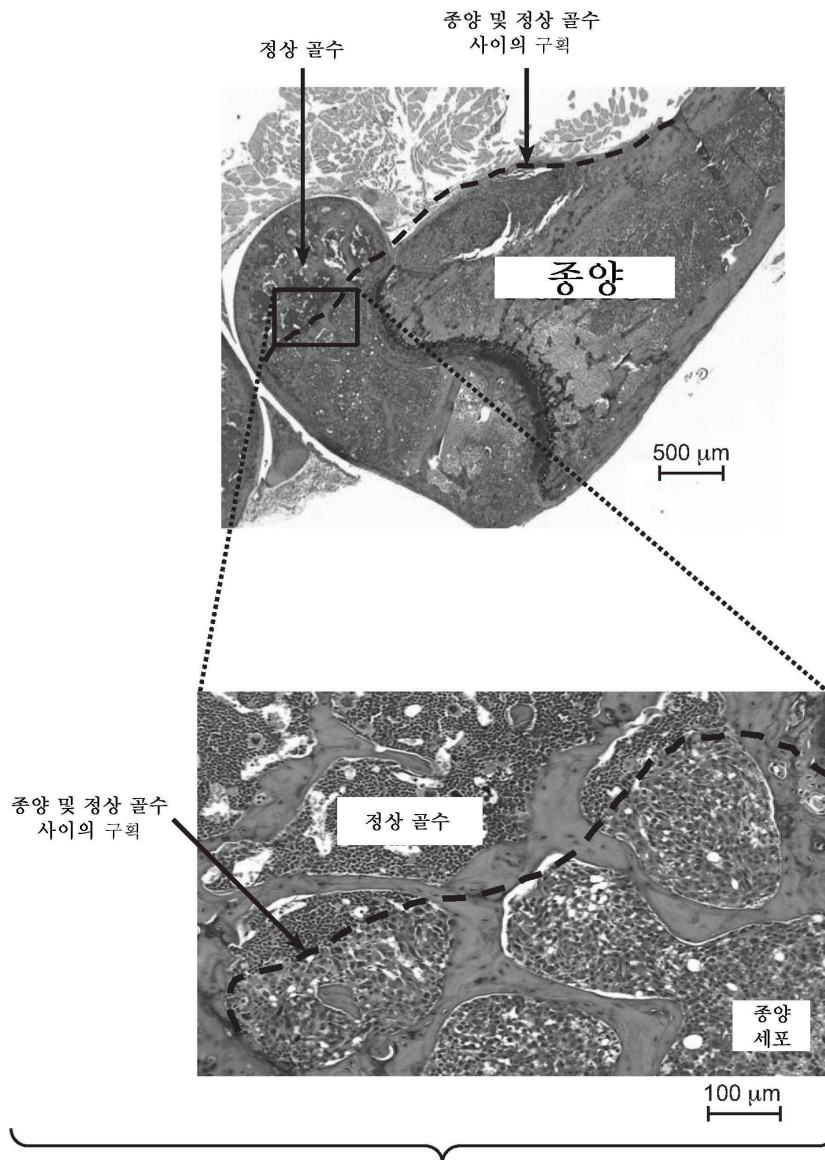 정상 골수
종양 및 정상 골수
사이의 구획
종양
500 μm
종양 및 정상 골수
사이의 구획
정상 골수
종양
세포
100 μm